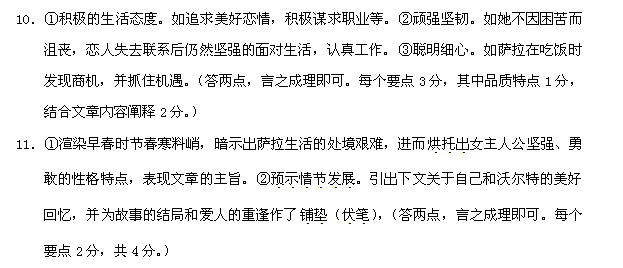 10．①积极的生活态度。如追求美好恋情，积极谋求职业等。②顽强坚韧。如她不因困苦而
沮丧，恋人失去联系后仍然坚强的面对生活，认真工作。③聪明细心。如萨拉在吃饭时
发现商机，并抓住机遇。（答两点，言之成理即可。每个要点 3 分，其中品质特点 1 分，
结合文章内容阐释 2 分。）
11．①渲染早春时节春寒料峭，暗示出萨拉生活的处境艰难，进而烘托出女主人公坚强、勇
敢的性格特点，表现文章的主旨。②预示情节发展。引出下文关于自己和沃尔特的美好
回忆，并为故事的结局和爱人的重逢作了铺垫（伏笔），（答两点，言之成理即可。每个
要点 2 分，共 4 分。）